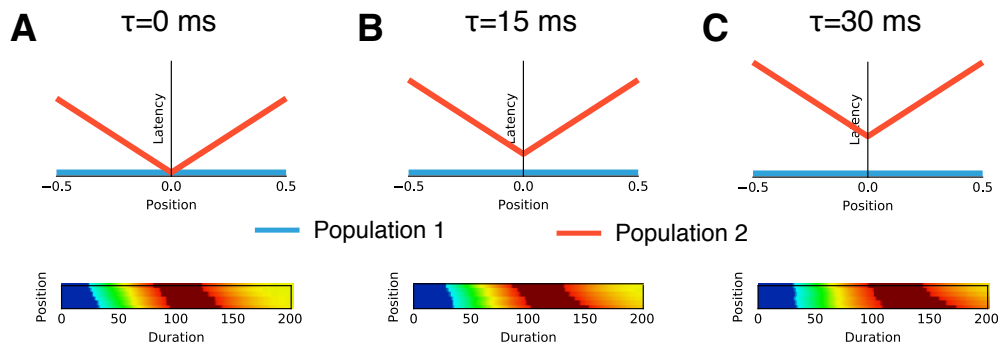 A τ=0 ms
B τ=15 ms
C τ=30 ms
Latency
Latency
Latency
−0.5 0.0 0.5
−0.5 0.0 0.5
−0.5 0.0 0.5
Position
Position
Position
Population 1
Population 2
Position
0 50 100 150 200
Duration
Position
0 50 100 150 200
Duration
Position
0 50 100 150 200
Duration